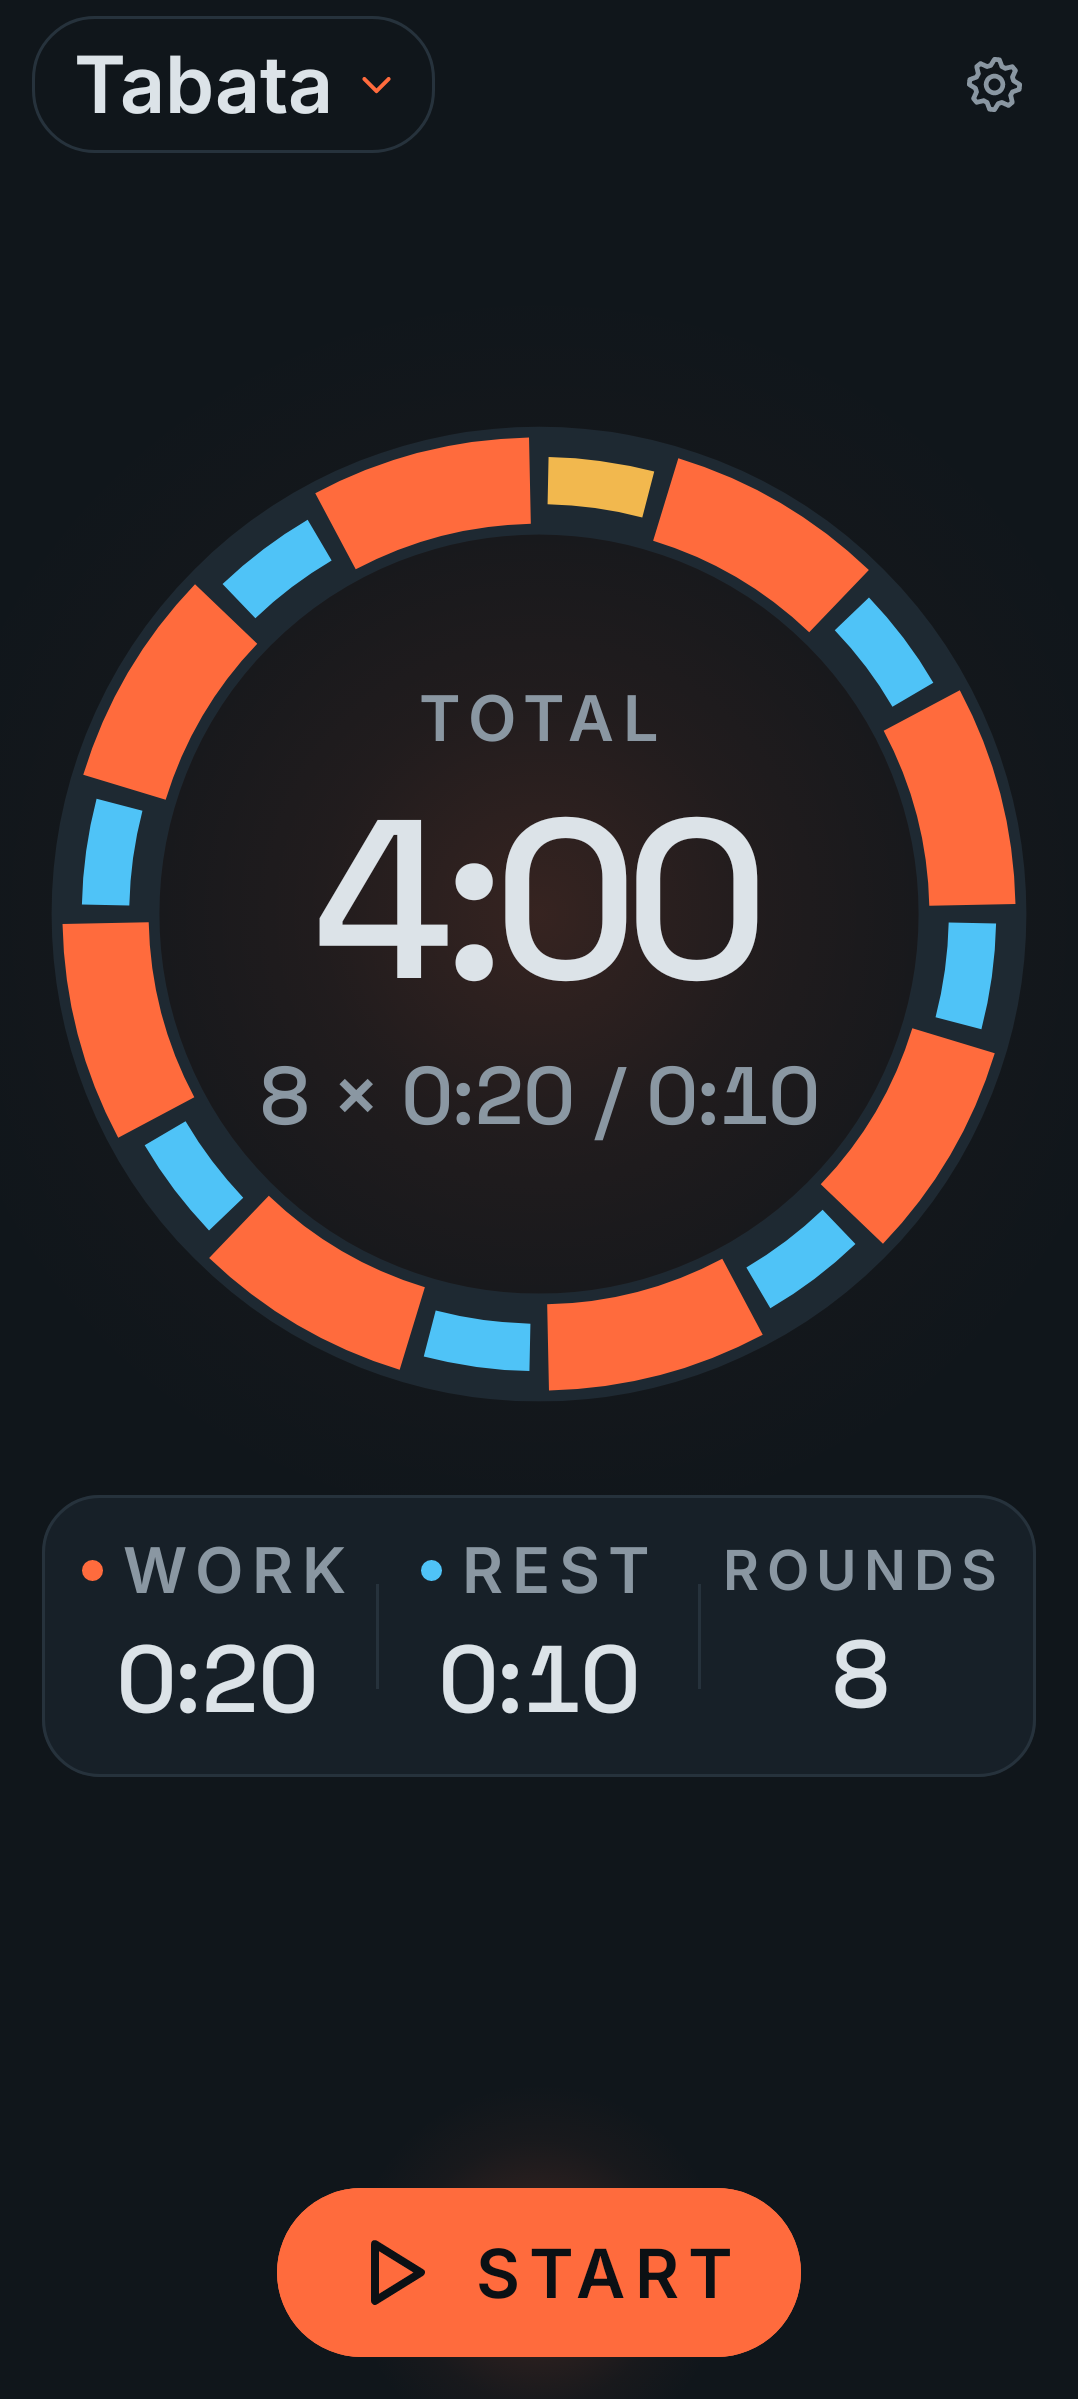 Tabata
TOTAL
4:00
8 × 0:20 / 0:10
WORK REST ROUNDS
0:20 0:10 8
START